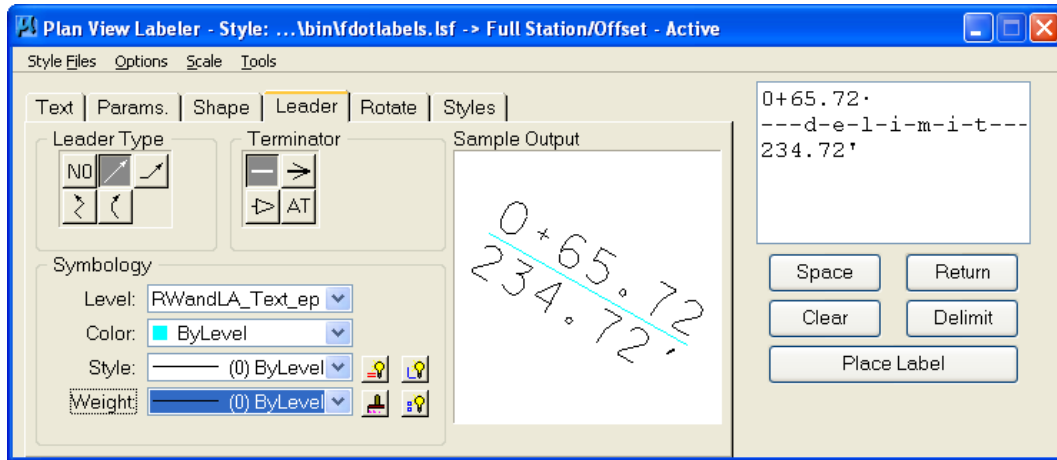 Plan View Labeler - Style: ...\bin\fdotlabels.lsf -> Full Station/Offset - Active
Style Files Options Scale Tools
Text Params. Shape Leader Rotate Styles
Leader Type
NO
Terminator
AT
Symbology
Level: RWandLA_Text_ep
Color: ByLevel
Style: (0) ByLevel
Weight: (0) ByLevel
Sample Output
0+65.72
234.72'
0+65.72·
---d-e-l-i-m-i-t---
234.72'
Space Return
Clear Delimit
Place Label